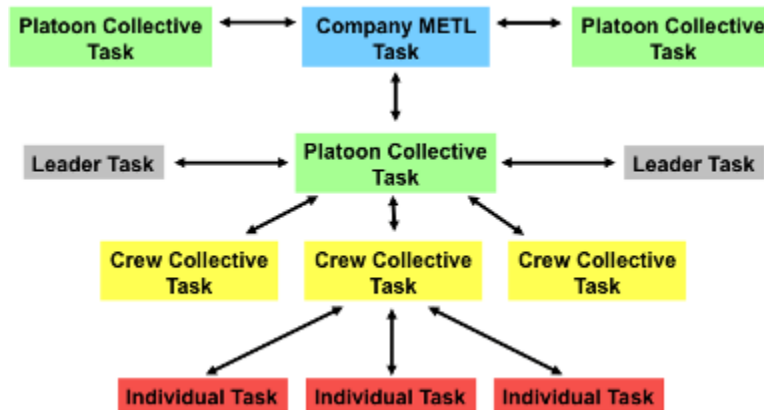 Platoon Collective
Task
Company METL
Task
Platoon Collective
Task
Leader Task
Platoon Collective
Task
Leader Task
Crew Collective
Task
Crew Collective
Task
Crew Collective
Task
Individual Task
Individual Task
Individual Task